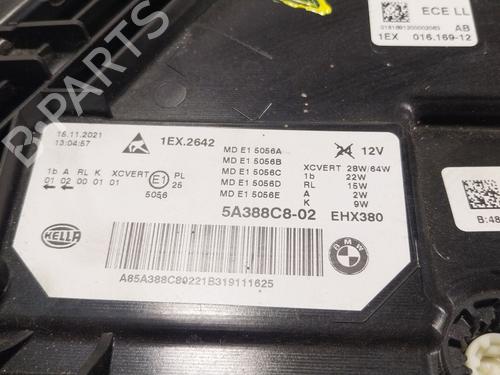 ECE LL
AB
1EX 016.169-12
15.11.2021
13:04:57
1EX.2642
MD E1 5056A
MD E1 5056B
MD E1 5056C
MD E1 5056D
MD E1 5056E
24 12V
XCVERT 28W/64W
1b 22W
RL 15W
A 2W
K 9W
1b A RL K XCVERT E1 PL
01 02 00 01 01 25
5056
5A388C8-02 EHX380
HELLA
BMW
A85A388C80221B319111625
B:48
B PARTS